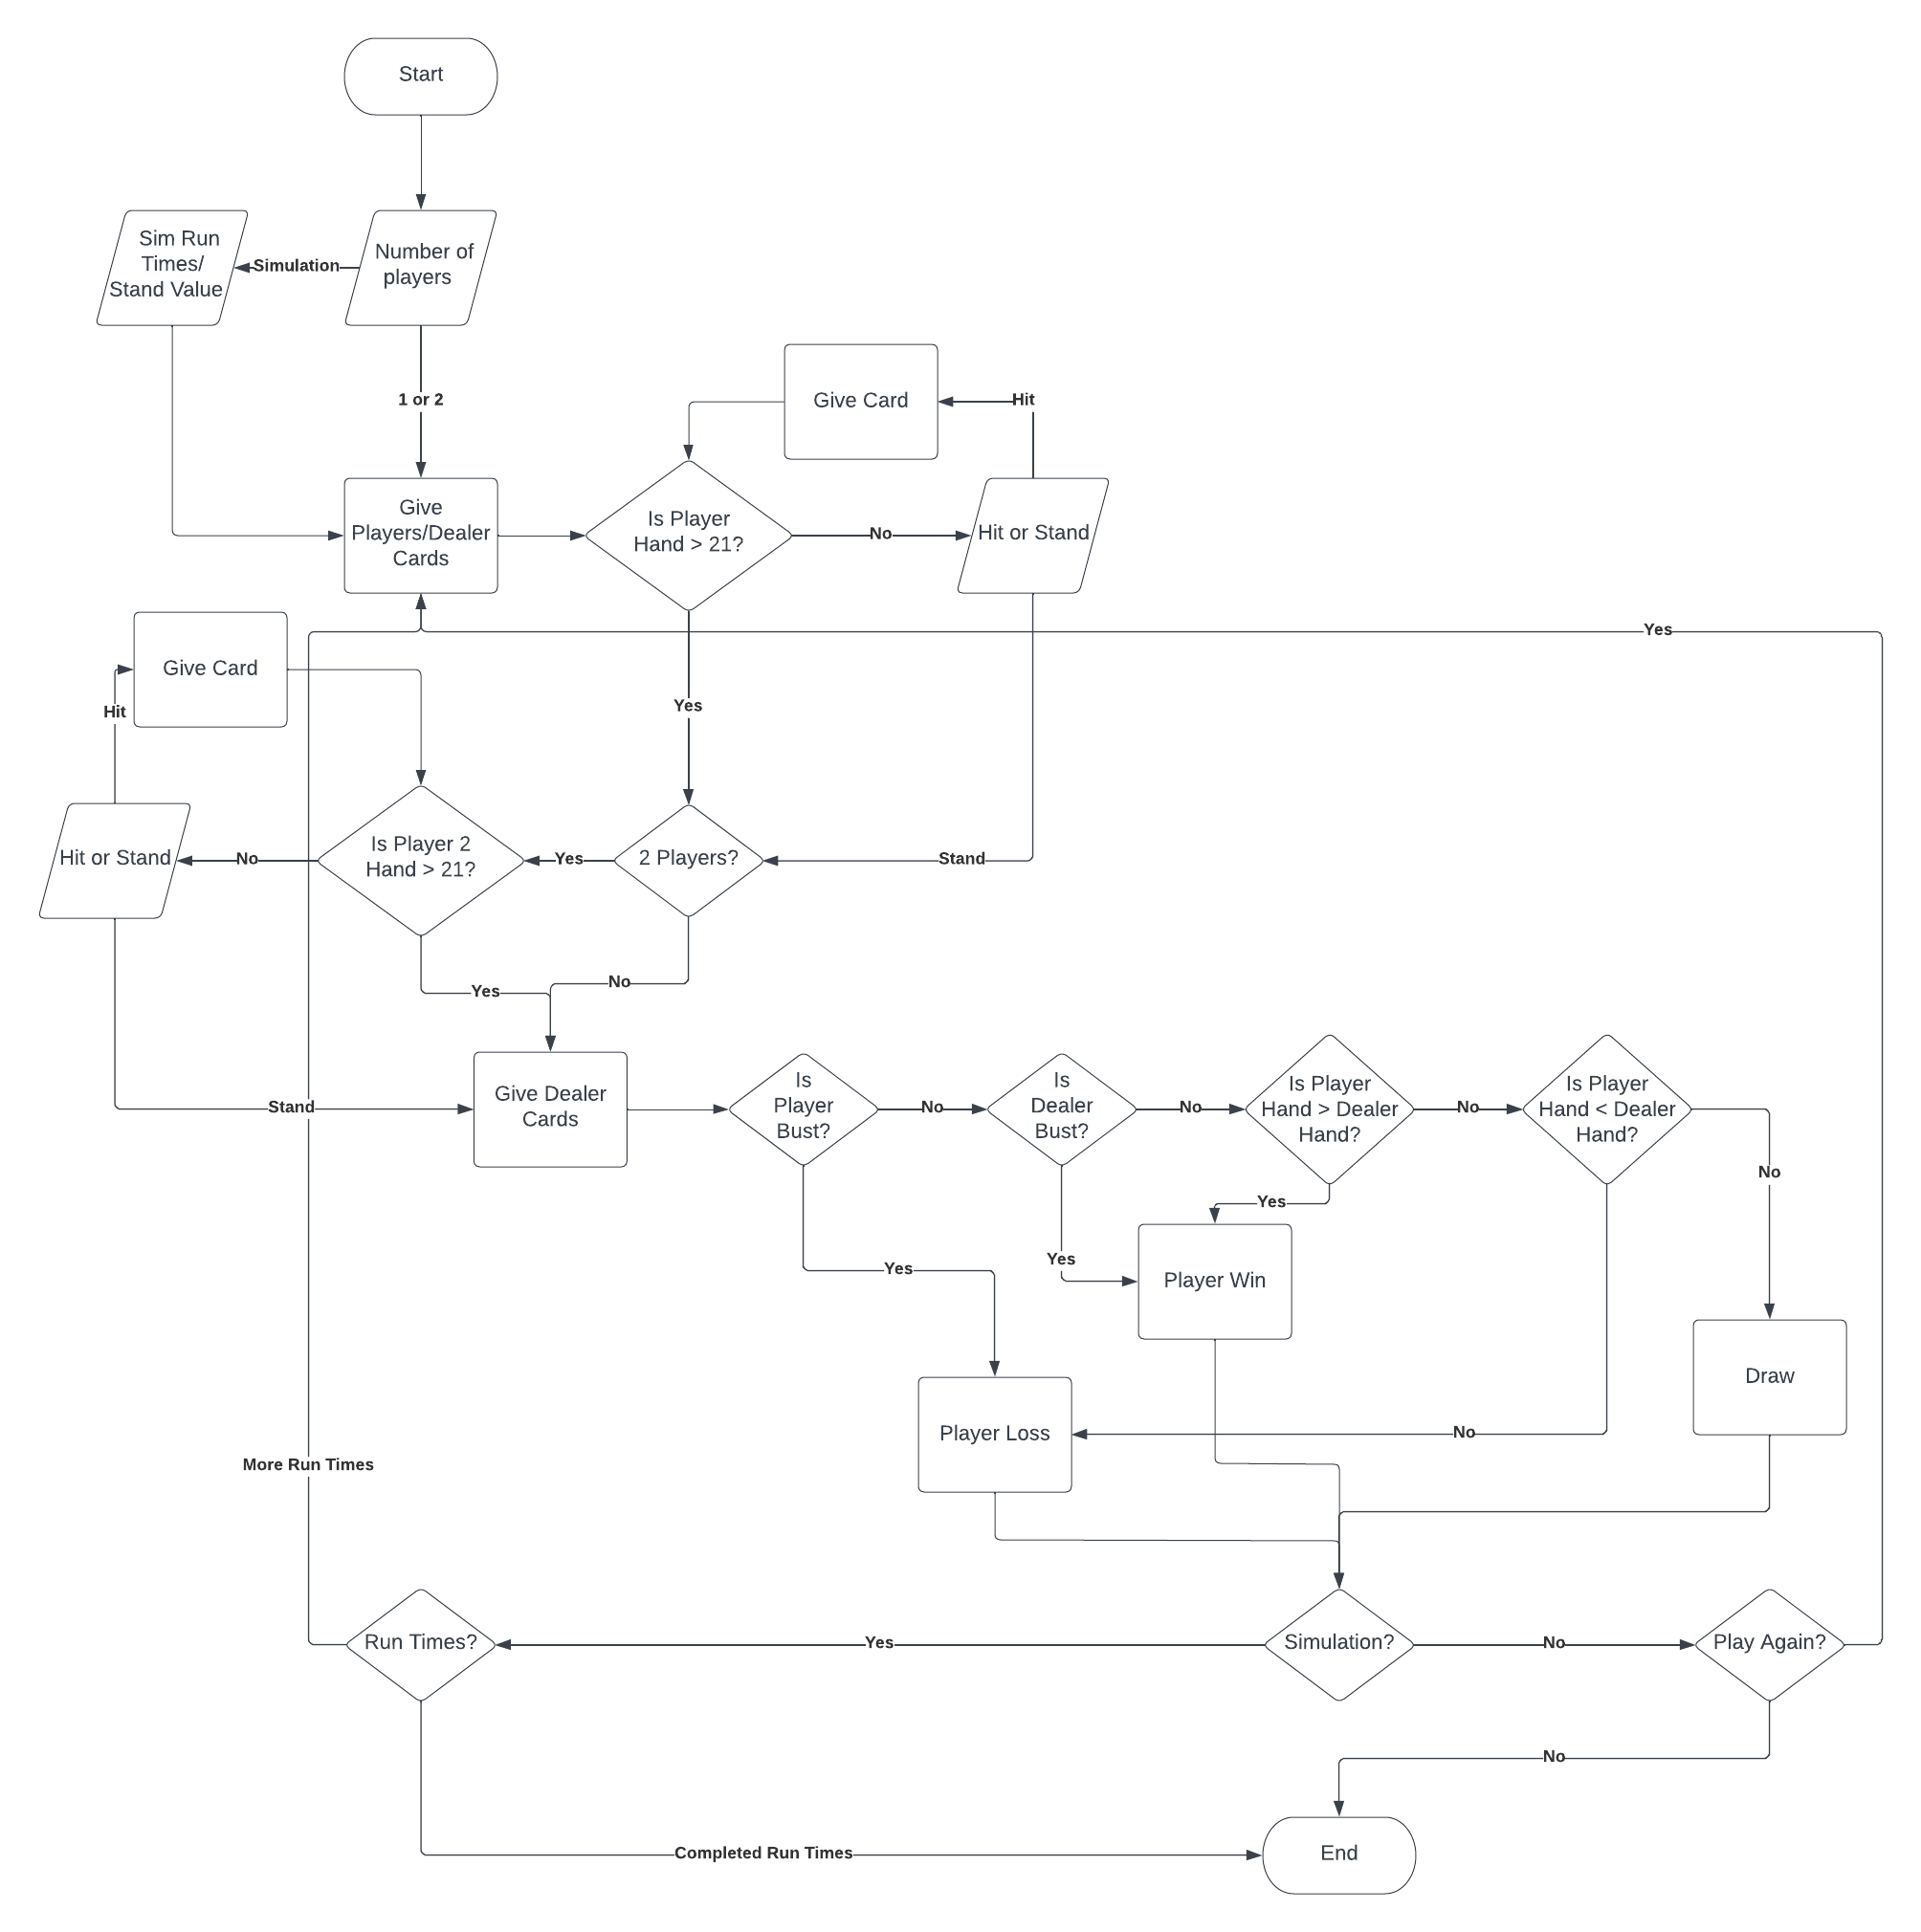 Start
Sim Run
Times/
Stand Value
Simulation
Number of
players
1 or 2
Give Card
Hit
Give
Players/Dealer
Cards
Is Player
Hand > 21?
No
Hit or Stand
Yes
Give Card
Hit
Yes
Hit or Stand
No
Is Player 2
Hand > 21?
Yes
2 Players?
Stand
Yes
No
Stand
Give Dealer
Cards
Is
Player
Bust?
No
Is
Dealer
Bust?
No
Is Player
Hand > Dealer
Hand?
No
Is Player
Hand < Dealer
Hand?
No
Yes
Yes
Yes
Player Win
Draw
Player Loss
No
More Run Times
Run Times?
Yes
Simulation?
No
Play Again?
No
Completed Run Times
End